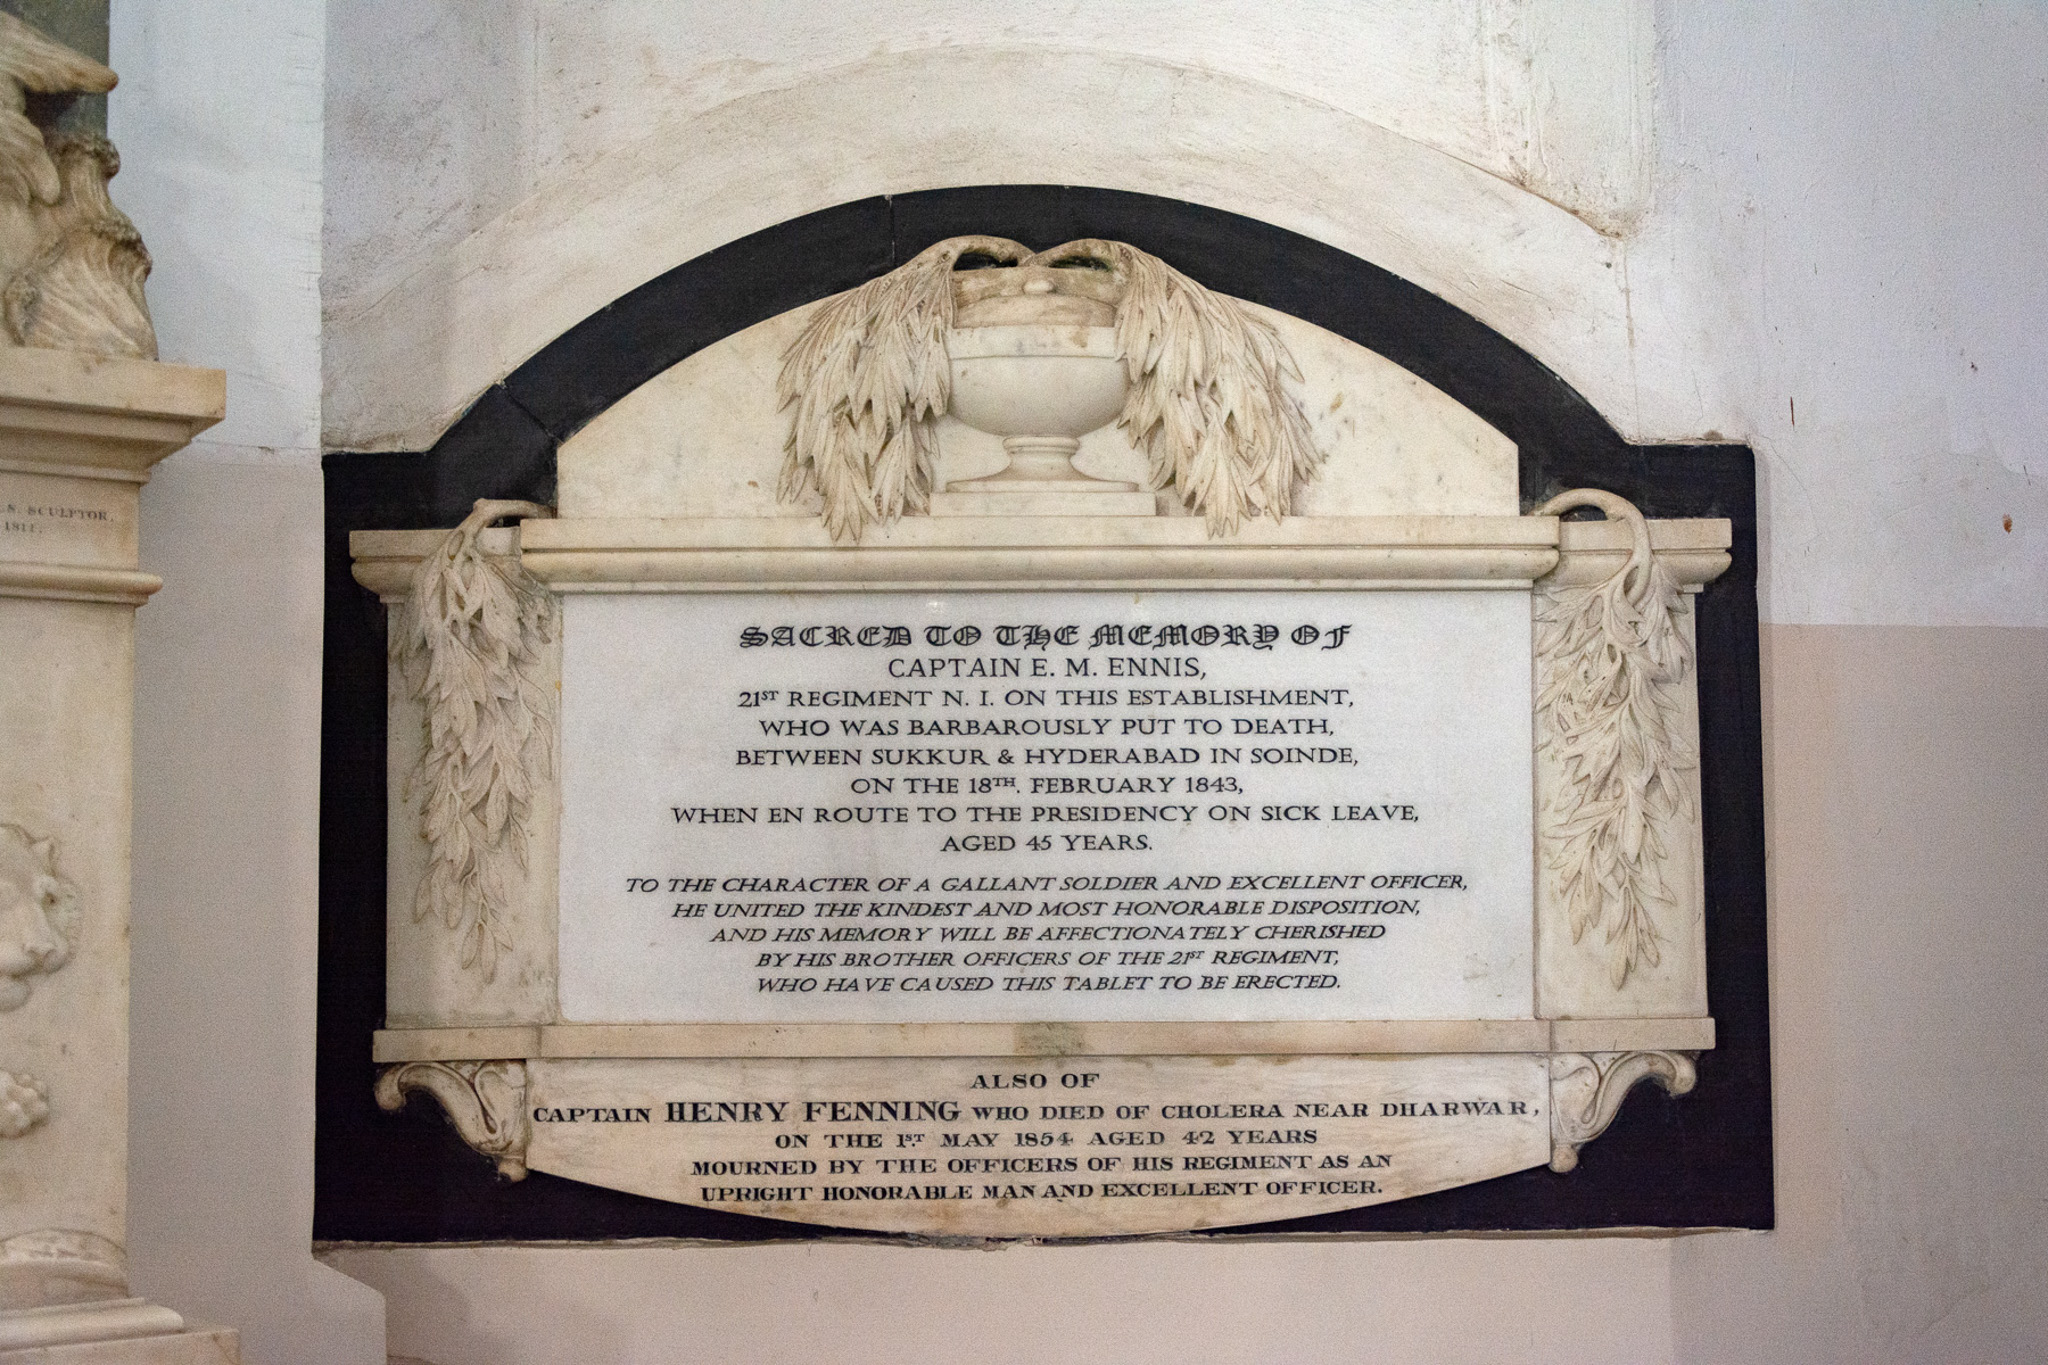 S. SCULPTOR.
1811.
SACRED TO THE MEMORY OF
CAPTAIN E. M. ENNIS,
21ST REGIMENT N. I. ON THIS ESTABLISHMENT,
WHO WAS BARBAROUSLY PUT TO DEATH,
BETWEEN SUKKUR & HYDERABAD IN SOINDE,
ON THE 18TH. FEBRUARY 1843,
WHEN EN ROUTE TO THE PRESIDENCY ON SICK LEAVE,
AGED 45 YEARS.
TO THE CHARACTER OF A GALLANT SOLDIER AND EXCELLENT OFFICER,
HE UNITED THE KINDEST AND MOST HONORABLE DISPOSITION,
AND HIS MEMORY WILL BE AFFECTIONATELY CHERISHED
BY HIS BROTHER OFFICERS OF THE 21ST REGIMENT,
WHO HAVE CAUSED THIS TABLET TO BE ERECTED.
ALSO OF
CAPTAIN HENRY FENNING WHO DIED OF CHOLERA NEAR DHARWAR,
ON THE 1ST MAY 1854 AGED 42 YEARS
MOURNED BY THE OFFICERS OF HIS REGIMENT AS AN
UPRIGHT HONORABLE MAN AND EXCELLENT OFFICER.